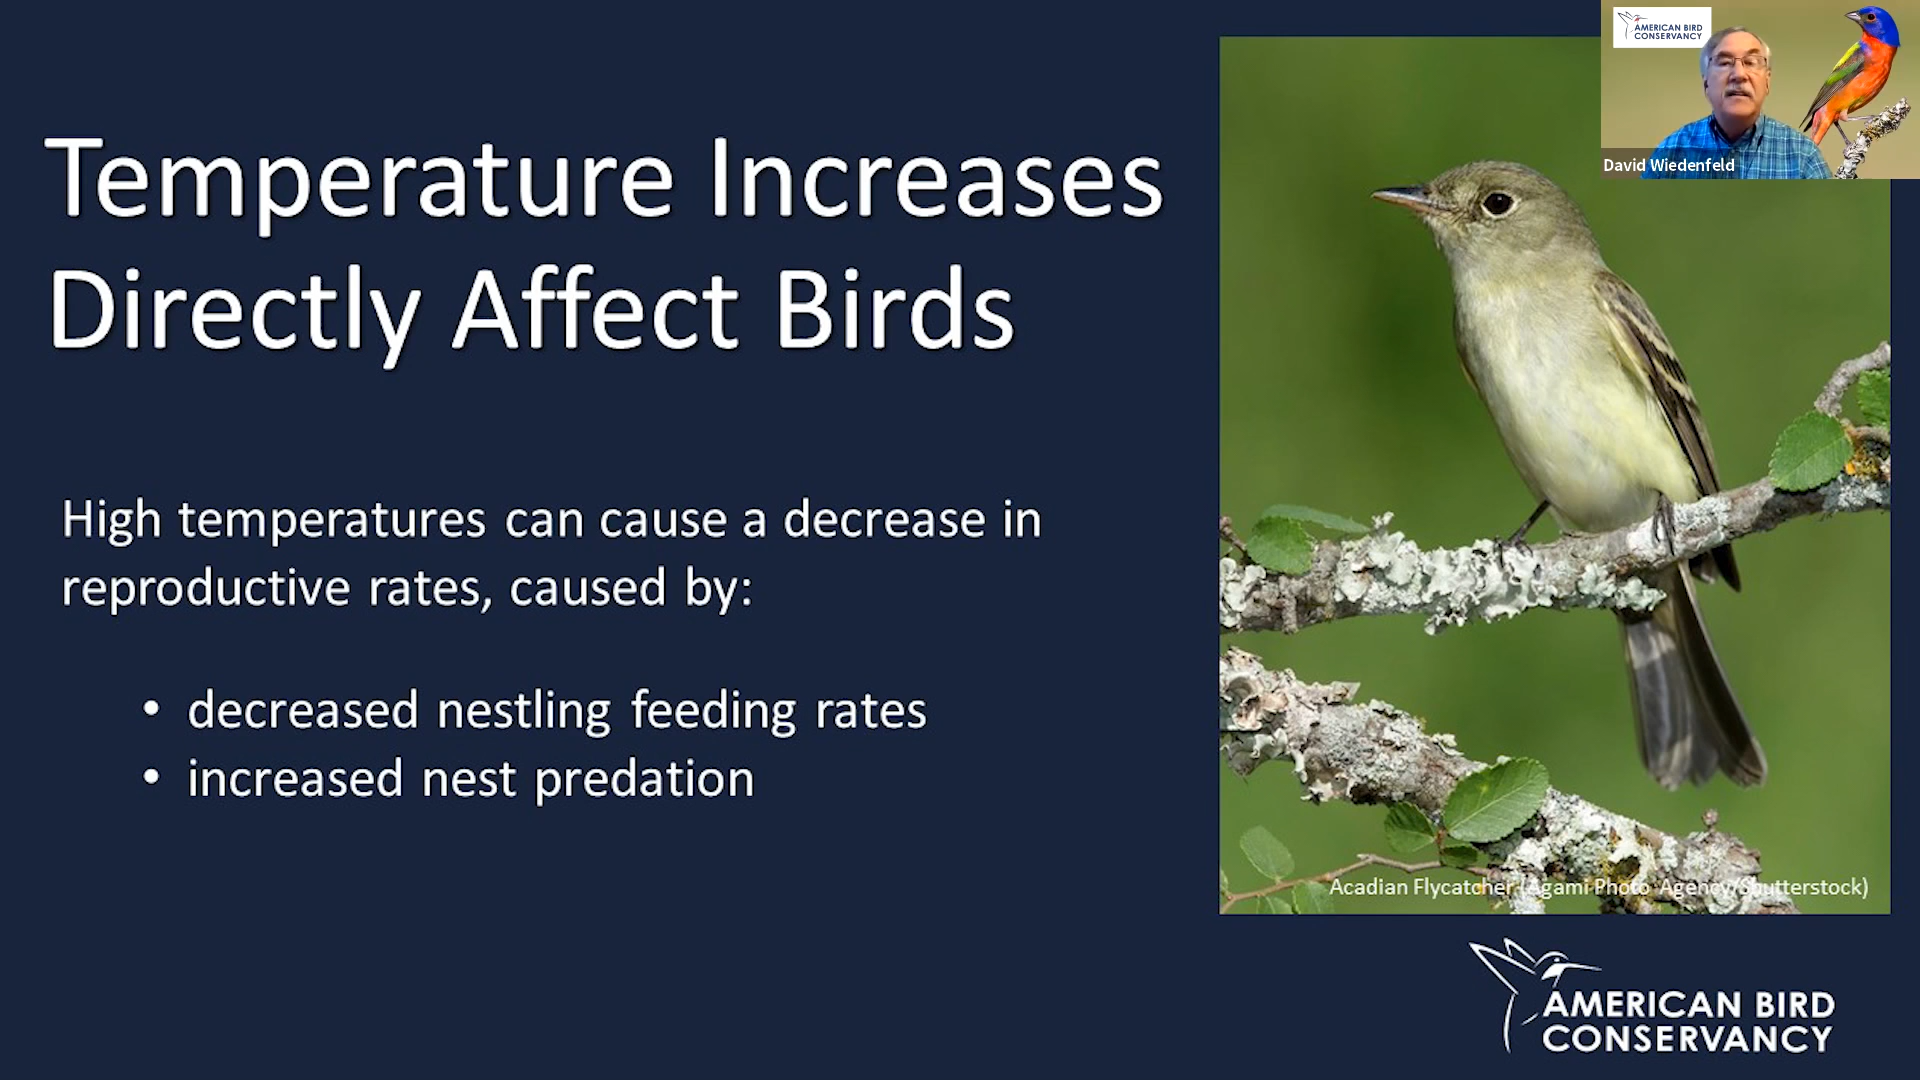 Temperature Increases
Directly Affect Birds
High temperatures can cause a decrease in
reproductive rates, caused by:
• decreased nestling feeding rates
• increased nest predation
AMERICAN BIRD
CONSERVANCY
David Wiedenfeld
Acadian Flycatcher (Agami Photo Agency/Shutterstock)
AMERICAN BIRD
CONSERVANCY